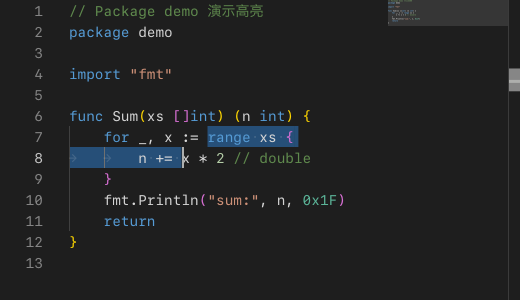 1 // Package demo 演示高亮
2 package demo
3
4 import "fmt"
5
6 func Sum(xs []int) (n int) {
7     for _, x := range xs {
8         n += x * 2 // double
9     }
10     fmt.Println("sum:", n, 0x1F)
11     return
12 }
13